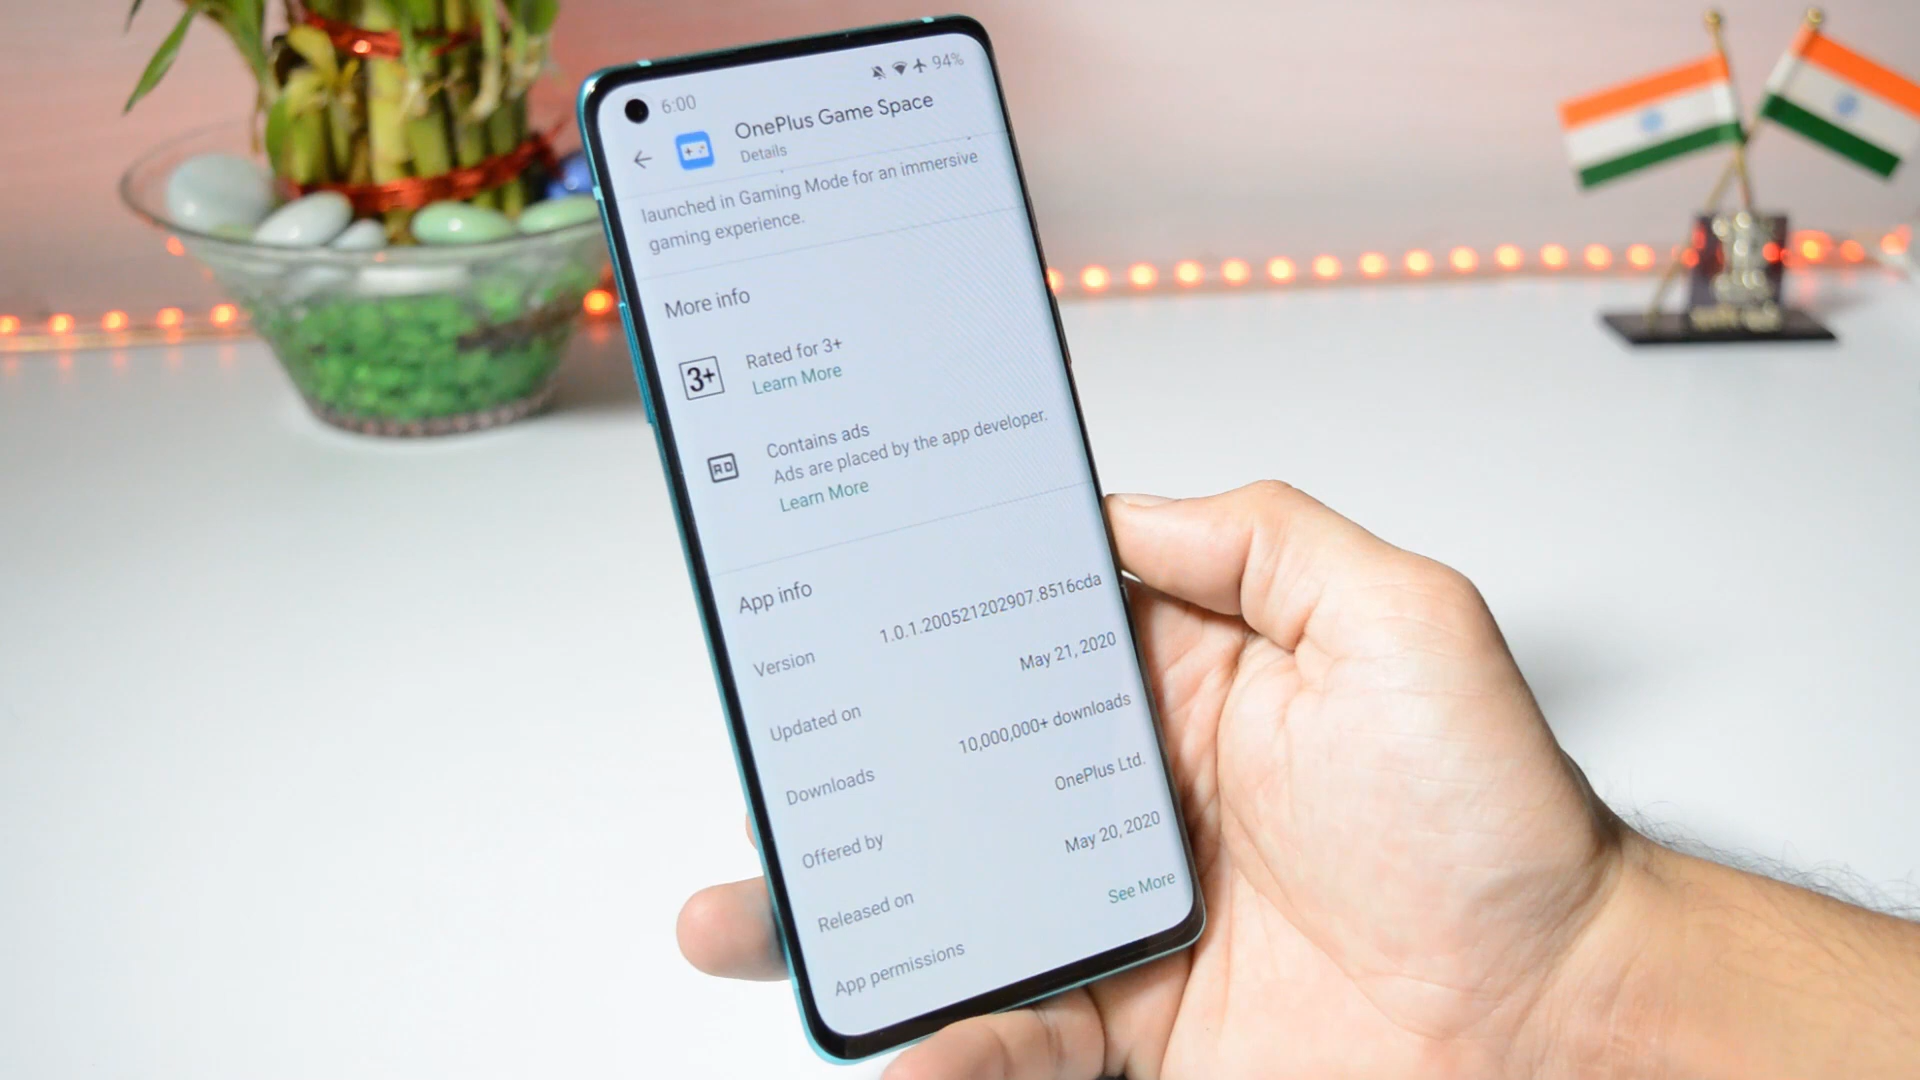 6:00
94%
OnePlus Game Space
Details
launched in Gaming Mode for an immersive
gaming experience.
More info
3+
Rated for 3+
Learn More
AD
Contains ads
Ads are placed by the app developer.
Learn More
App info
Version 1.0.1.200521202907.8516cda
Updated on May 21, 2020
Downloads 10,000,000+ downloads
Offered by OnePlus Ltd.
Released on May 20, 2020
App permissions See More